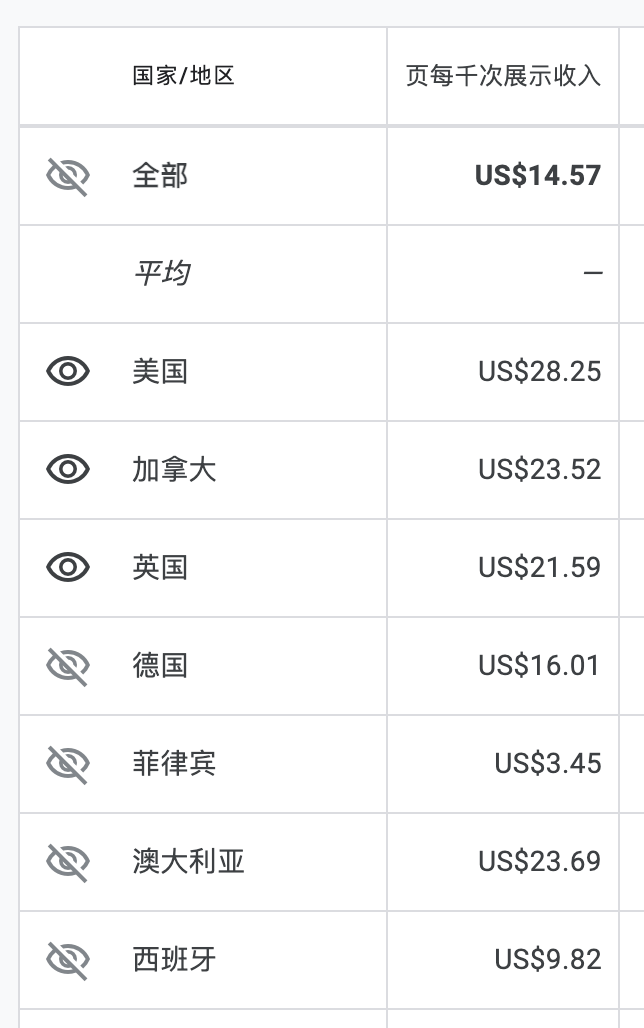 国家/地区 页每千次展示收入
全部 US$14.57
平均 —
美国 US$28.25
加拿大 US$23.52
英国 US$21.59
德国 US$16.01
菲律宾 US$3.45
澳大利亚 US$23.69
西班牙 US$9.82